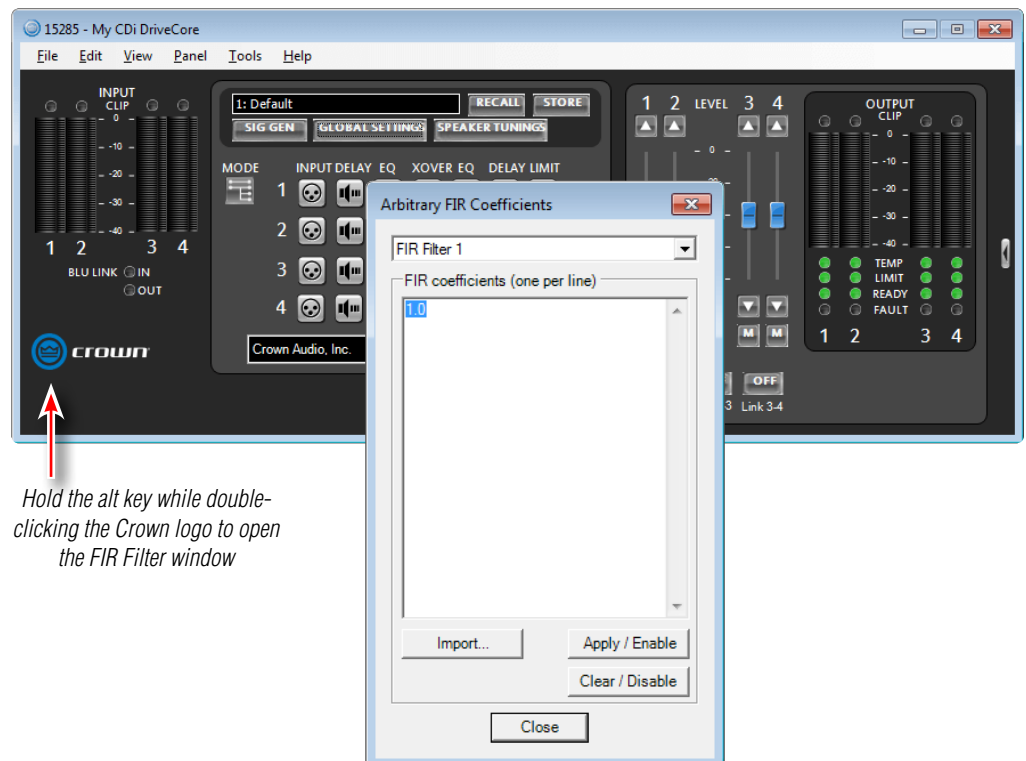 15285 - My CDi DriveCore
File Edit View Panel Tools Help
INPUT
CLIP
- 0 -
- -10 -
- -20 -
- -30 -
- -40 -
1 2 3 4
BLU LINK IN
OUT
crown
1: Default
RECALL STORE
SIG GEN GLOBAL SETTINGS SPEAKER TUNINGS
MODE INPUT DELAY EQ XOVER EQ DELAY LIMIT
1
2
3
4
Crown Audio, Inc.
1 2 LEVEL 3 4
- 0 -
M M
OFF
3 Link 3-4
OUTPUT
CLIP
- 0 -
- -10 -
- -20 -
- -30 -
- -40 -
TEMP
LIMIT
READY
FAULT
1 2 3 4
Arbitrary FIR Coefficients
FIR Filter 1
FIR coefficients (one per line)
1.0
Import...
Apply / Enable
Clear / Disable
Close
Hold the alt key while double-
clicking the Crown logo to open
the FIR Filter window